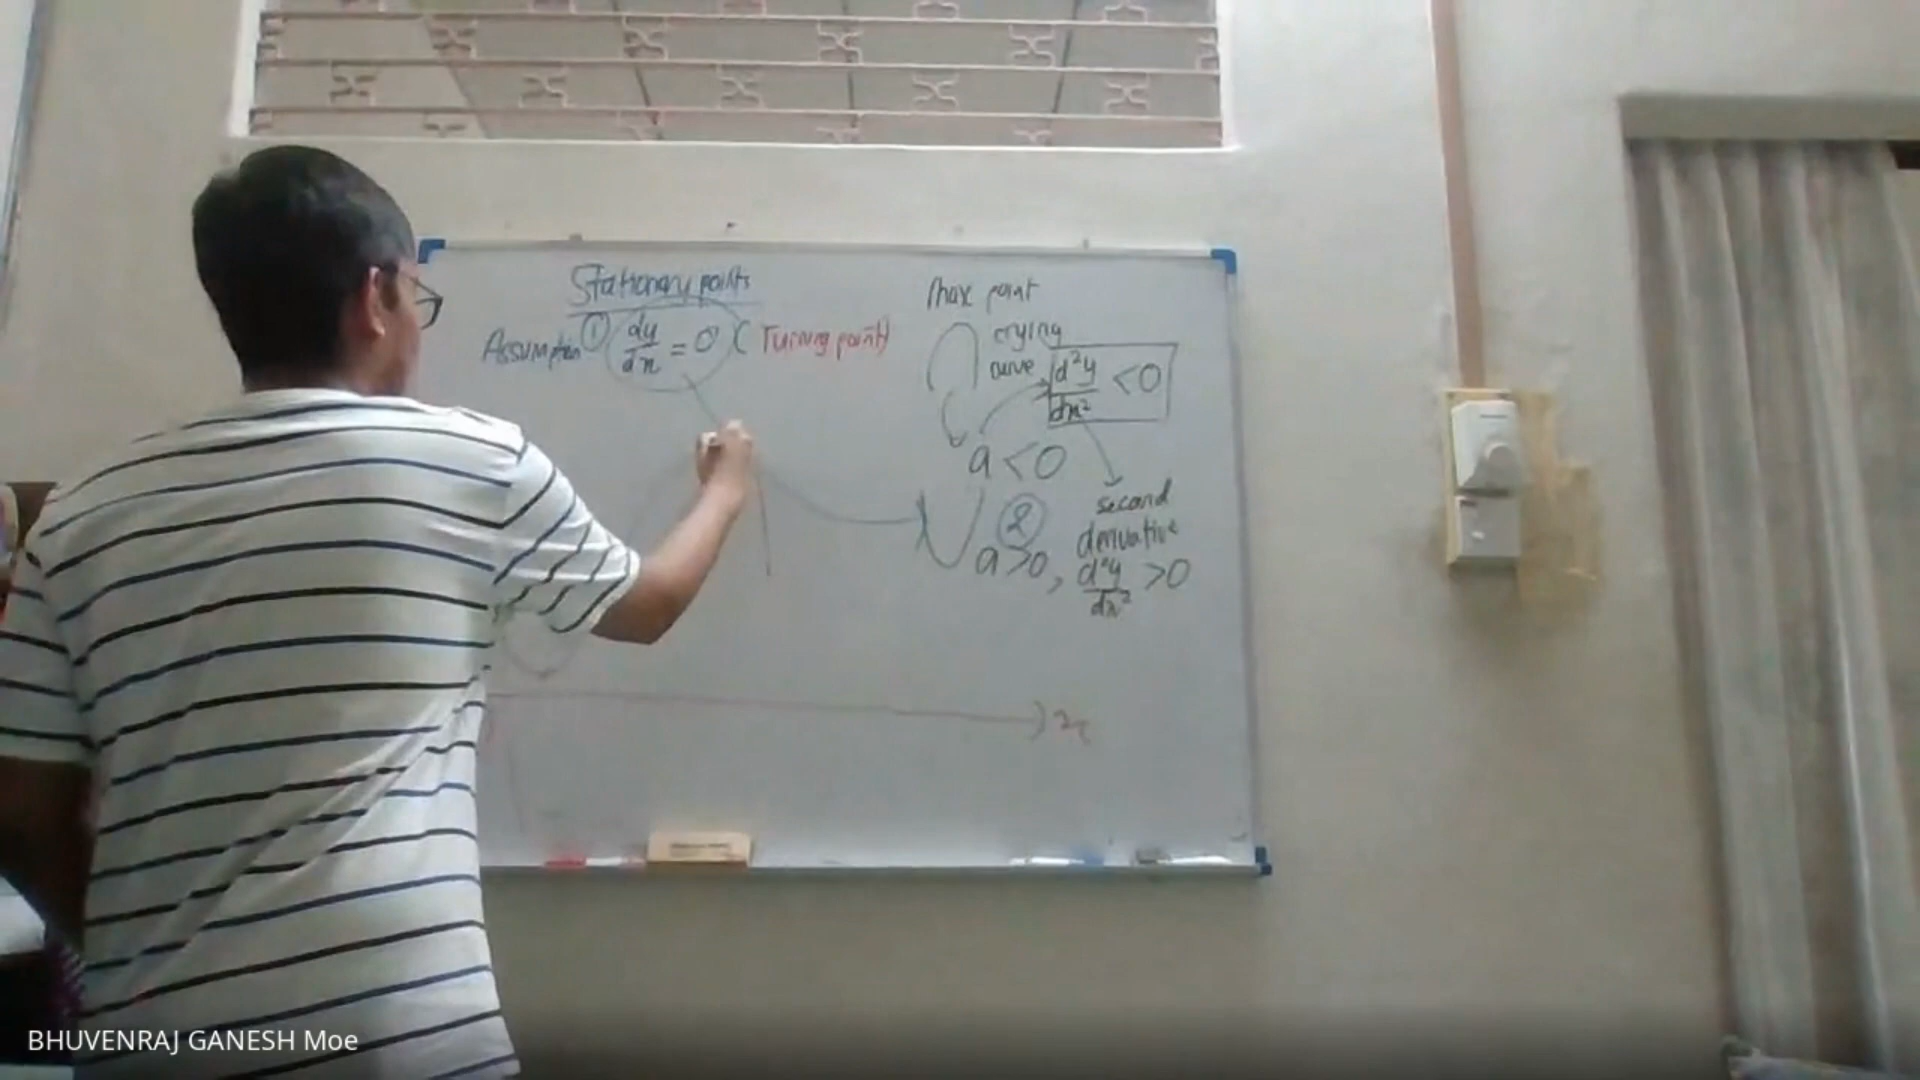 Stationary points
Assumption ① dy/dx = 0 (Turning point)
Max point
crying
curve
d²y/dx² < 0
a < 0
second
derivative
②
a > 0, d²y/dx² > 0
x
BHUVENRAJ GANESH Moe